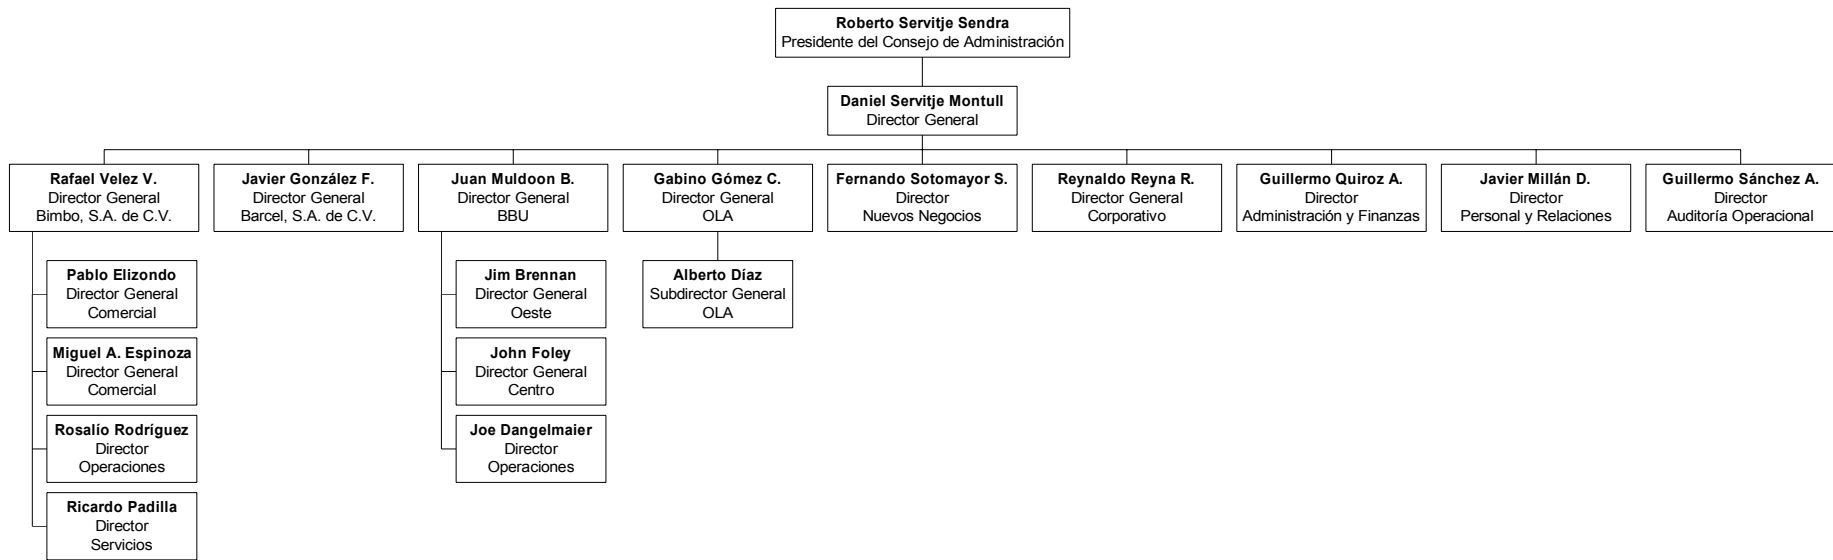 Roberto Servitje Sendra
Presidente del Consejo de Administración
Daniel Servitje Montull
Director General
Rafael Velez V.
Director General
Bimbo, S.A. de C.V.
Javier González F.
Director General
Barcel, S.A. de C.V.
Juan Muldoon B.
Director General
BBU
Gabino Gómez C.
Director General
OLA
Fernando Sotomayor S.
Director
Nuevos Negocios
Reynaldo Reyna R.
Director General
Corporativo
Guillermo Quiroz A.
Director
Administración y Finanzas
Javier Millán D.
Director
Personal y Relaciones
Guillermo Sánchez A.
Director
Auditoría Operacional
Pablo Elizondo
Director General
Comercial
Miguel A. Espinoza
Director General
Comercial
Rosalío Rodríguez
Director
Operaciones
Ricardo Padilla
Director
Servicios
Jim Brennan
Director General
Oeste
John Foley
Director General
Centro
Joe Dangelmaier
Director
Operaciones
Alberto Díaz
Subdirector General
OLA